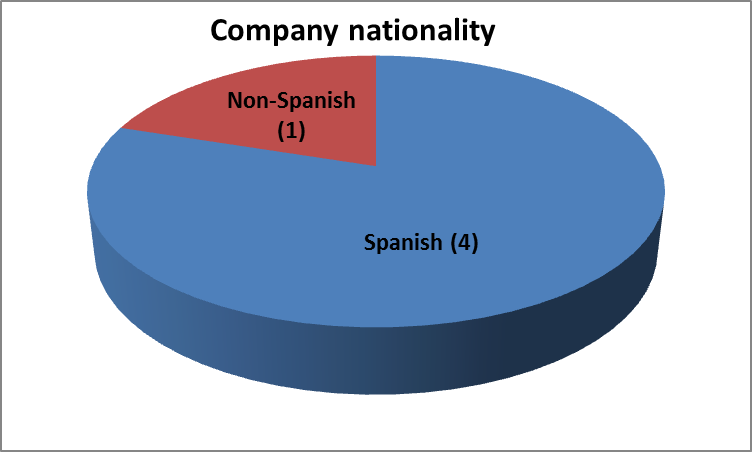 Company nationality
Non-Spanish
(1)
Spanish (4)